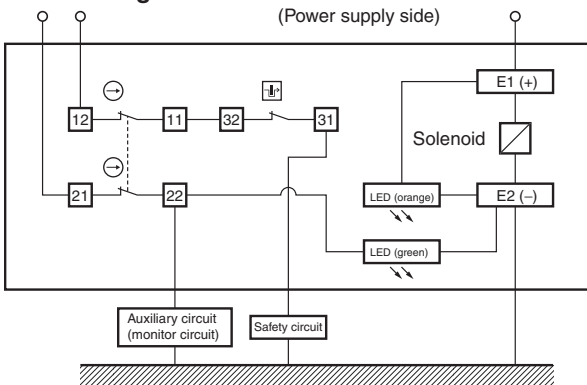 (Power supply side)
E1 (+)
12
11
32
31
Solenoid
21
22
LED (orange)
E2 (–)
LED (green)
Auxiliary circuit
(monitor circuit)
Safety circuit